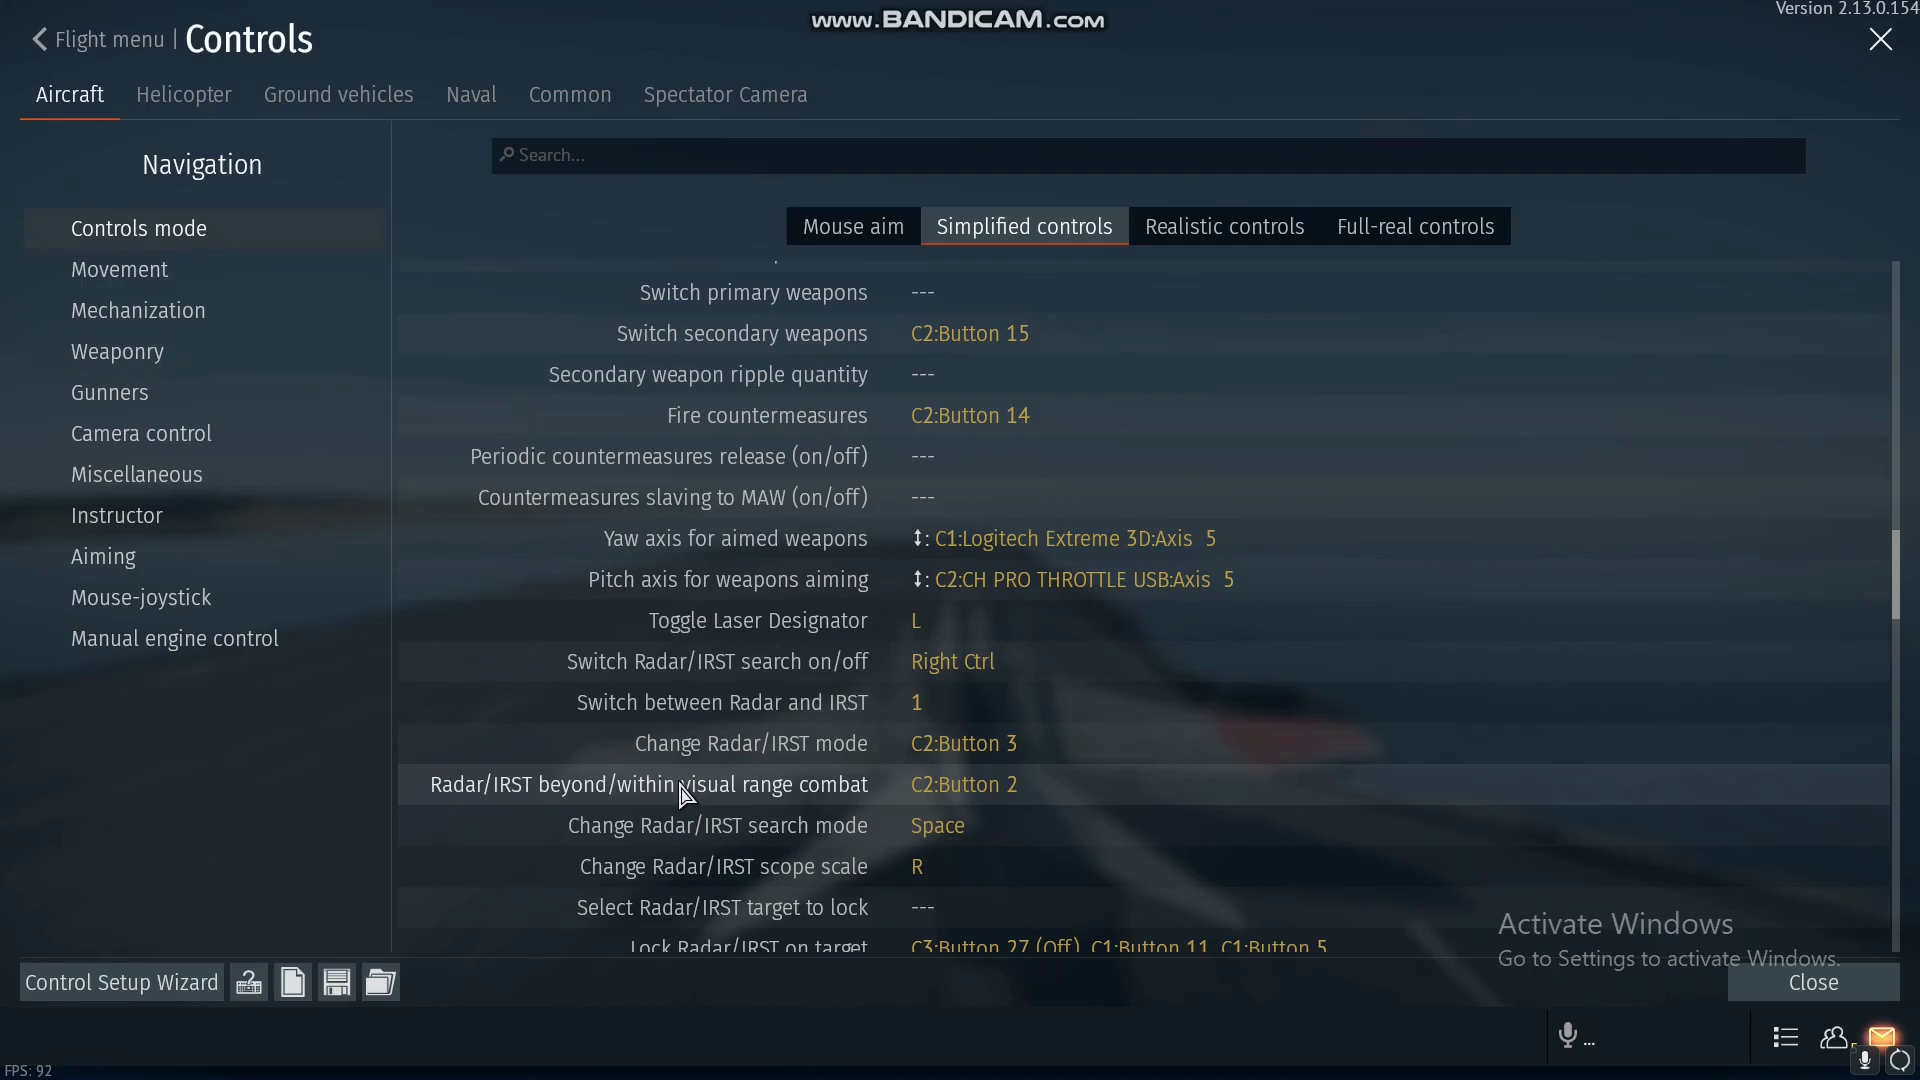 www.BANDICAM.com
Version 2.13.0.154
Flight menu | Controls
Aircraft Helicopter Ground vehicles Naval Common Spectator Camera
Navigation
Search...
Controls mode
Movement
Mechanization
Weaponry
Gunners
Camera control
Miscellaneous
Instructor
Aiming
Mouse-joystick
Manual engine control
Mouse aim Simplified controls Realistic controls Full-real controls
Switch primary weapons ---
Switch secondary weapons C2:Button 15
Secondary weapon ripple quantity ---
Fire countermeasures C2:Button 14
Periodic countermeasures release (on/off) ---
Countermeasures slaving to MAW (on/off) ---
Yaw axis for aimed weapons ↕: C1:Logitech Extreme 3D:Axis 5
Pitch axis for weapons aiming ↕: C2:CH PRO THROTTLE USB:Axis 5
Toggle Laser Designator L
Switch Radar/IRST search on/off Right Ctrl
Switch between Radar and IRST 1
Change Radar/IRST mode C2:Button 3
Radar/IRST beyond/within visual range combat C2:Button 2
Change Radar/IRST search mode Space
Change Radar/IRST scope scale R
Select Radar/IRST target to lock ---
Lock Radar/IRST on target C3:Button 27 (Off), C1:Button 11, C1:Button 5
Activate Windows
Go to Settings to activate Windows.
Control Setup Wizard
Close
...
FPS: 92